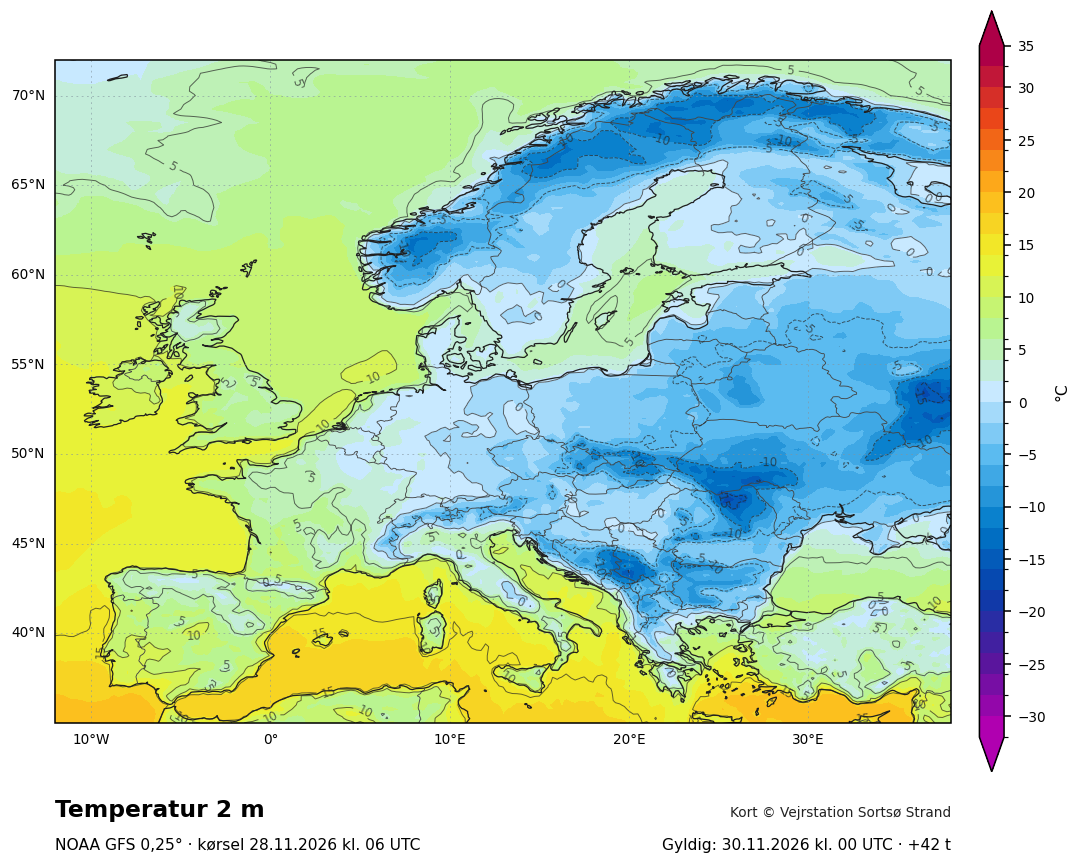 70°N
65°N
60°N
55°N
50°N
45°N
40°N
10°W
0°
10°E
20°E
30°E
35
30
25
20
15
10
5
0
−5
−10
−15
−20
−25
−30
°C
Temperatur 2 m
Kort © Vejrstation Sortsø Strand
NOAA GFS 0,25° · kørsel 28.11.2026 kl. 06 UTC
Gyldig: 30.11.2026 kl. 00 UTC · +42 t